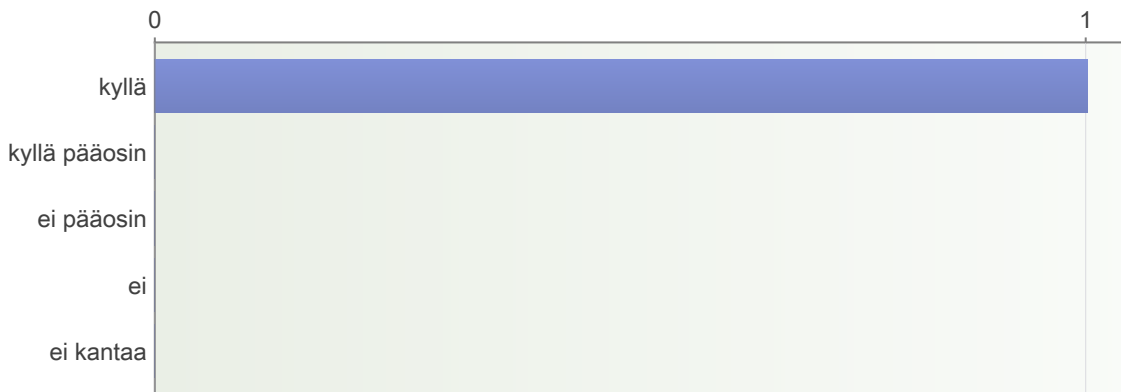 0 1
kyllä
kyllä pääosin
ei pääosin
ei
ei kantaa